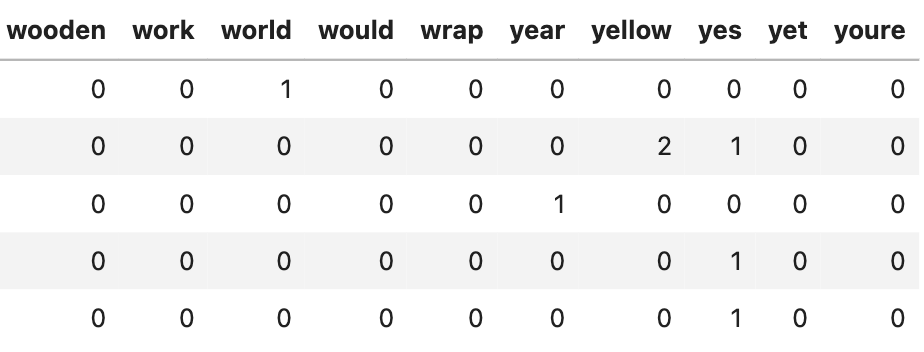 wooden work world would wrap year yellow yes yet youre
0 0 1 0 0 0 0 0 0 0
0 0 0 0 0 0 2 1 0 0
0 0 0 0 0 1 0 0 0 0
0 0 0 0 0 0 0 1 0 0
0 0 0 0 0 0 0 1 0 0